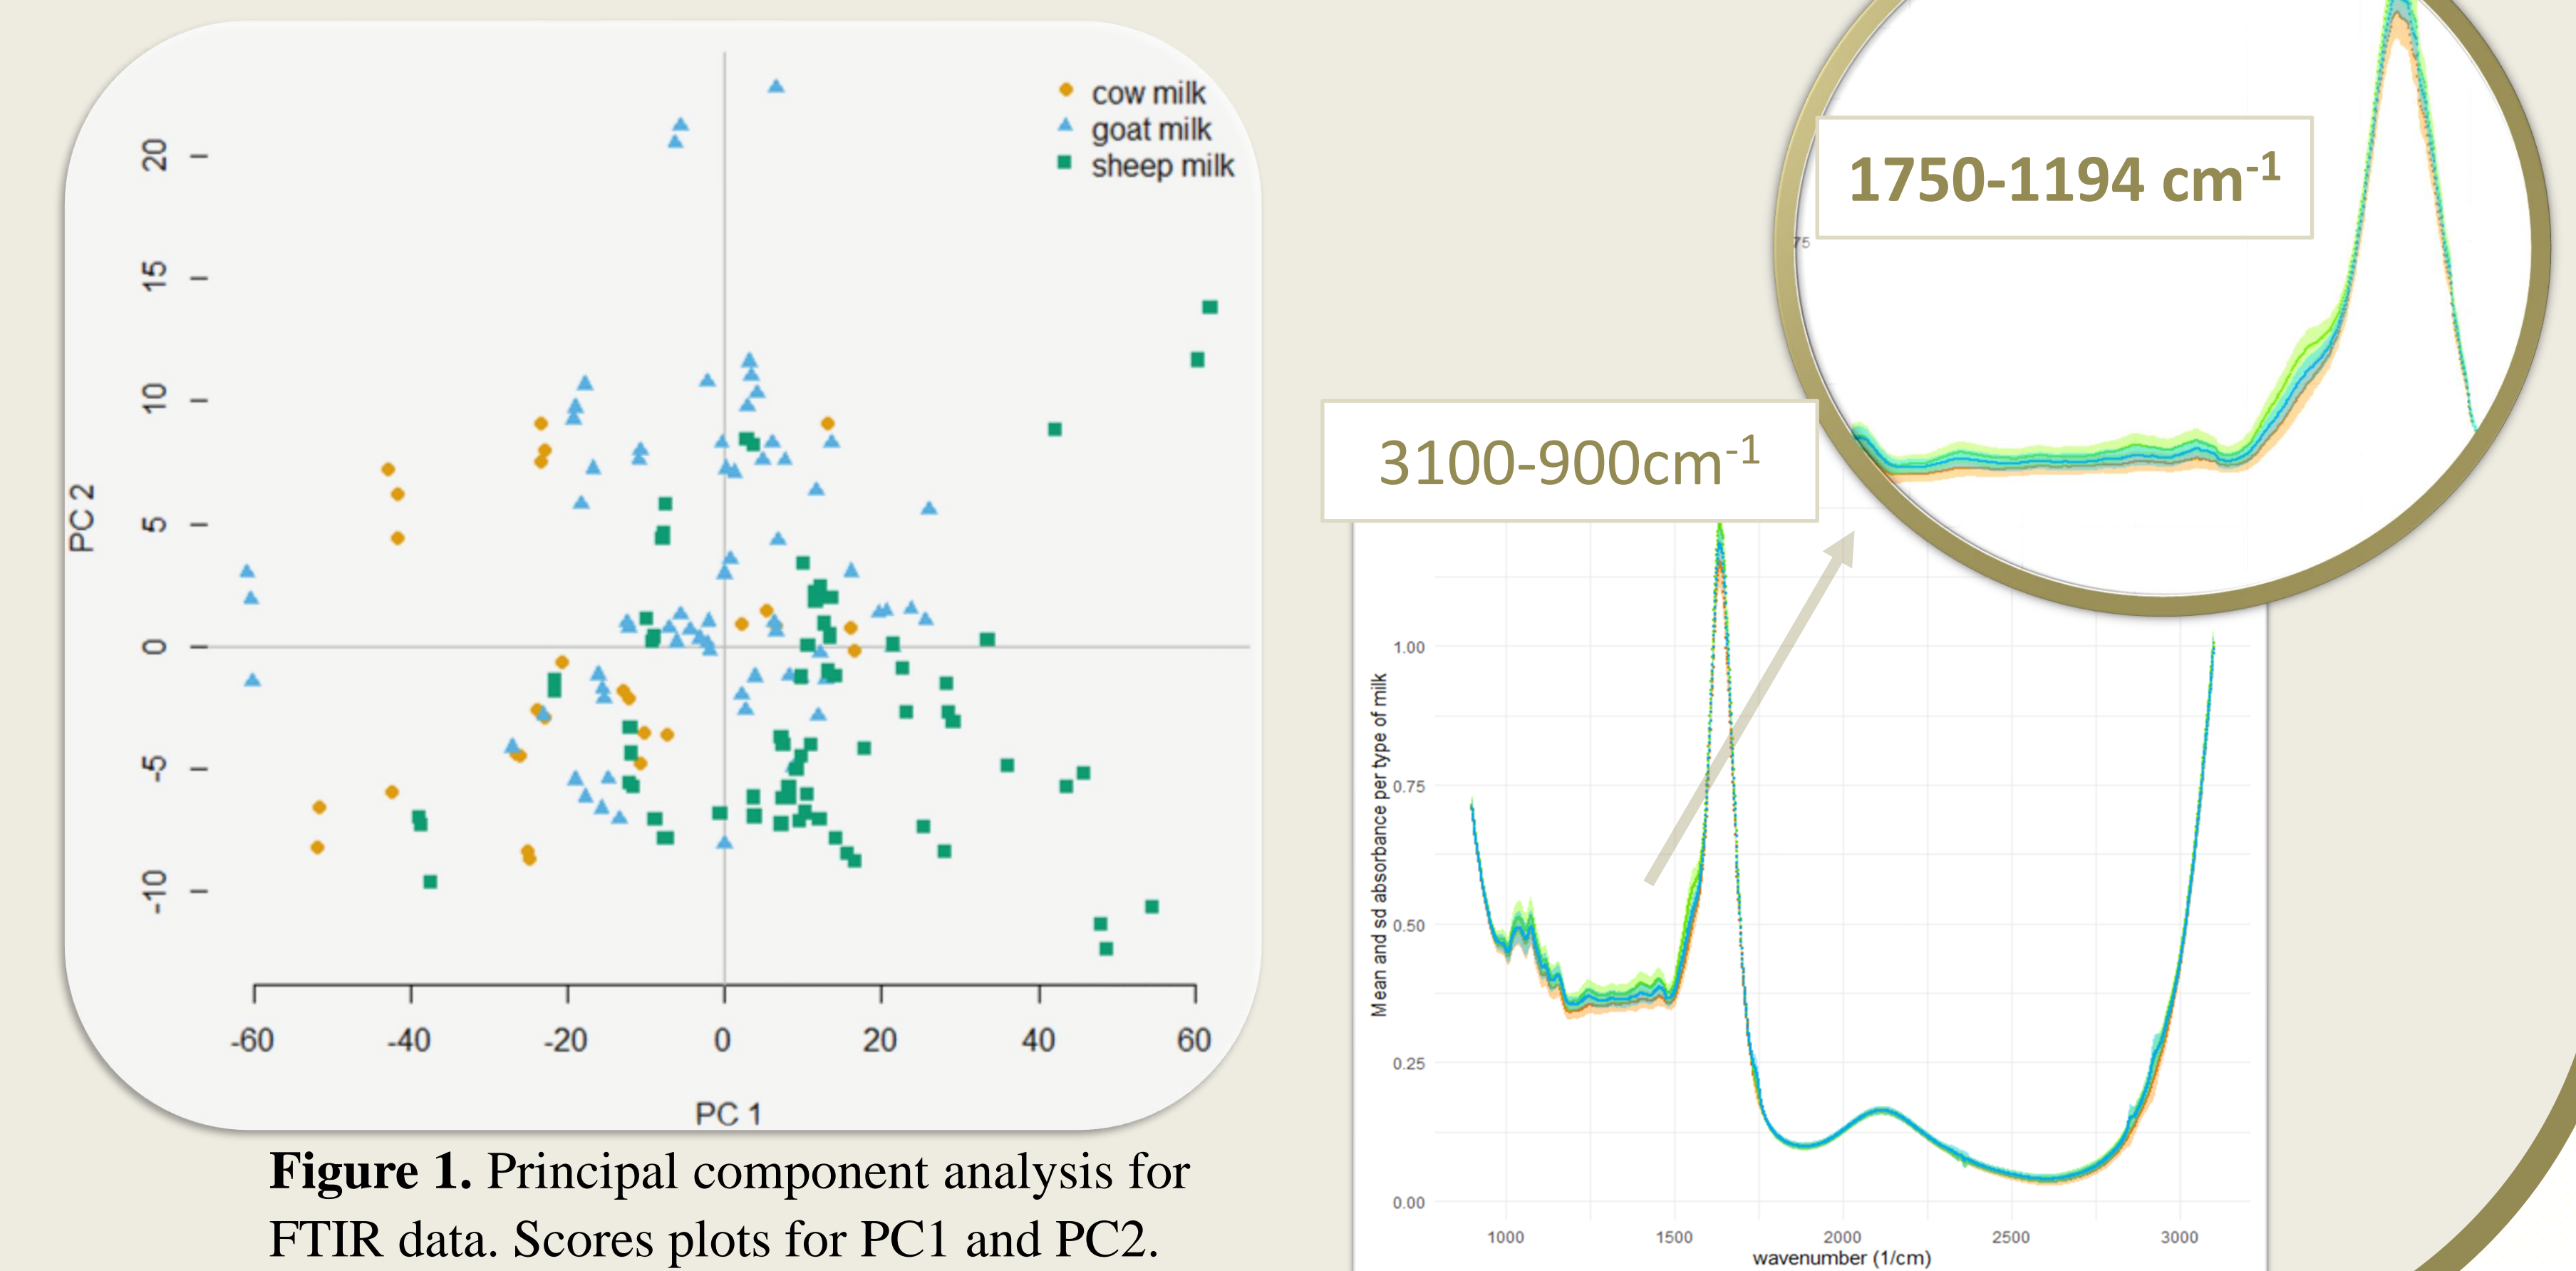 cow milk
goat milk
sheep milk
20
15
10
5
0
-5
-10
PC 2
-60 -40 -20 0 20 40 60
PC 1
Figure 1. Principal component analysis for
FTIR data. Scores plots for PC1 and PC2.
1750-1194 cm-1
75
3100-900cm-1
Mean and sd absorbance per type of milk
1.00
0.75
0.50
0.25
0.00
1000 1500 2000 2500 3000
wavenumber (1/cm)